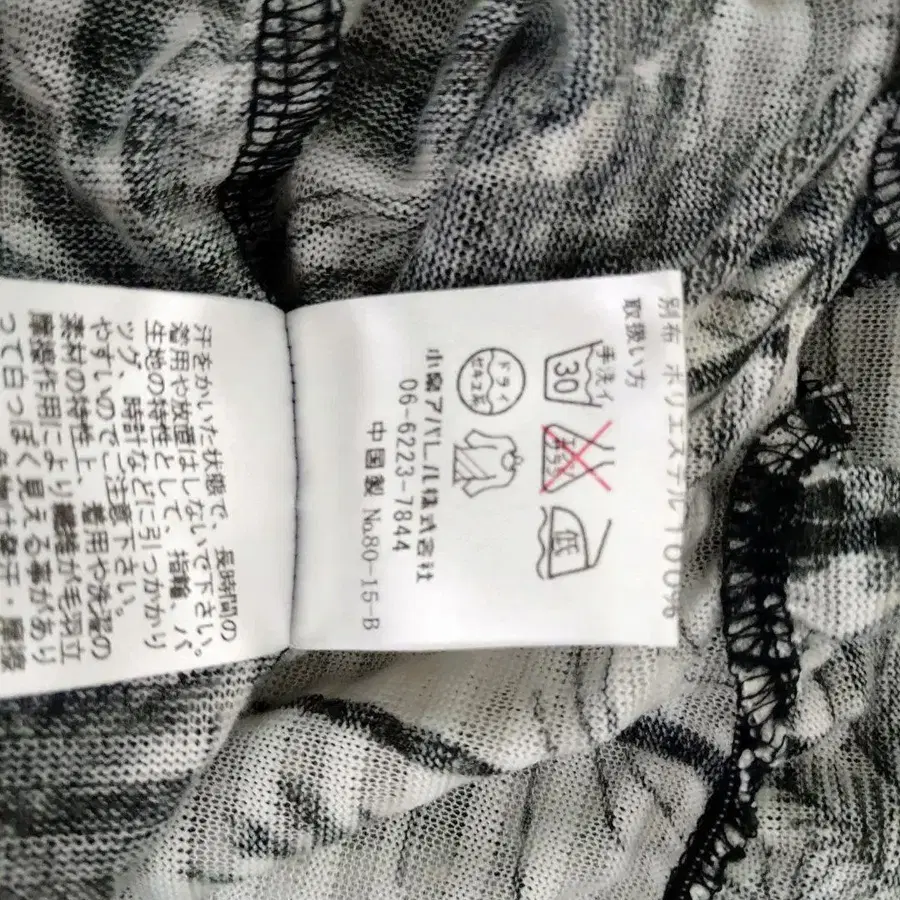 別布 ポリエステル 100%
取扱い方
手洗イ
30
低
ドライ
セキユ系
小泉アパレル株式会社
06-6223-7844
中国製 No.80-15-B
汗をかいた状態で、長時間の
着用や放置はしないで下さい。
生地の特性として、指輪、バ
ッグ、時計などに引っかかり
やすいのでご注意下さい。
素材の特性上、着用や洗濯の
摩擦作用により繊維が毛羽立
って白っぽく見える事があり